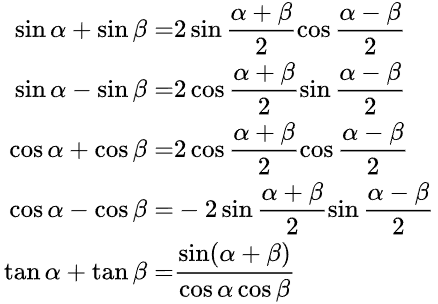 sin α + sin β =2 sin (α + β)/2 cos (α − β)/2
sin α − sin β =2 cos (α + β)/2 sin (α − β)/2
cos α + cos β =2 cos (α + β)/2 cos (α − β)/2
cos α − cos β = − 2 sin (α + β)/2 sin (α − β)/2
tan α + tan β = sin(α + β)/(cos α cos β)